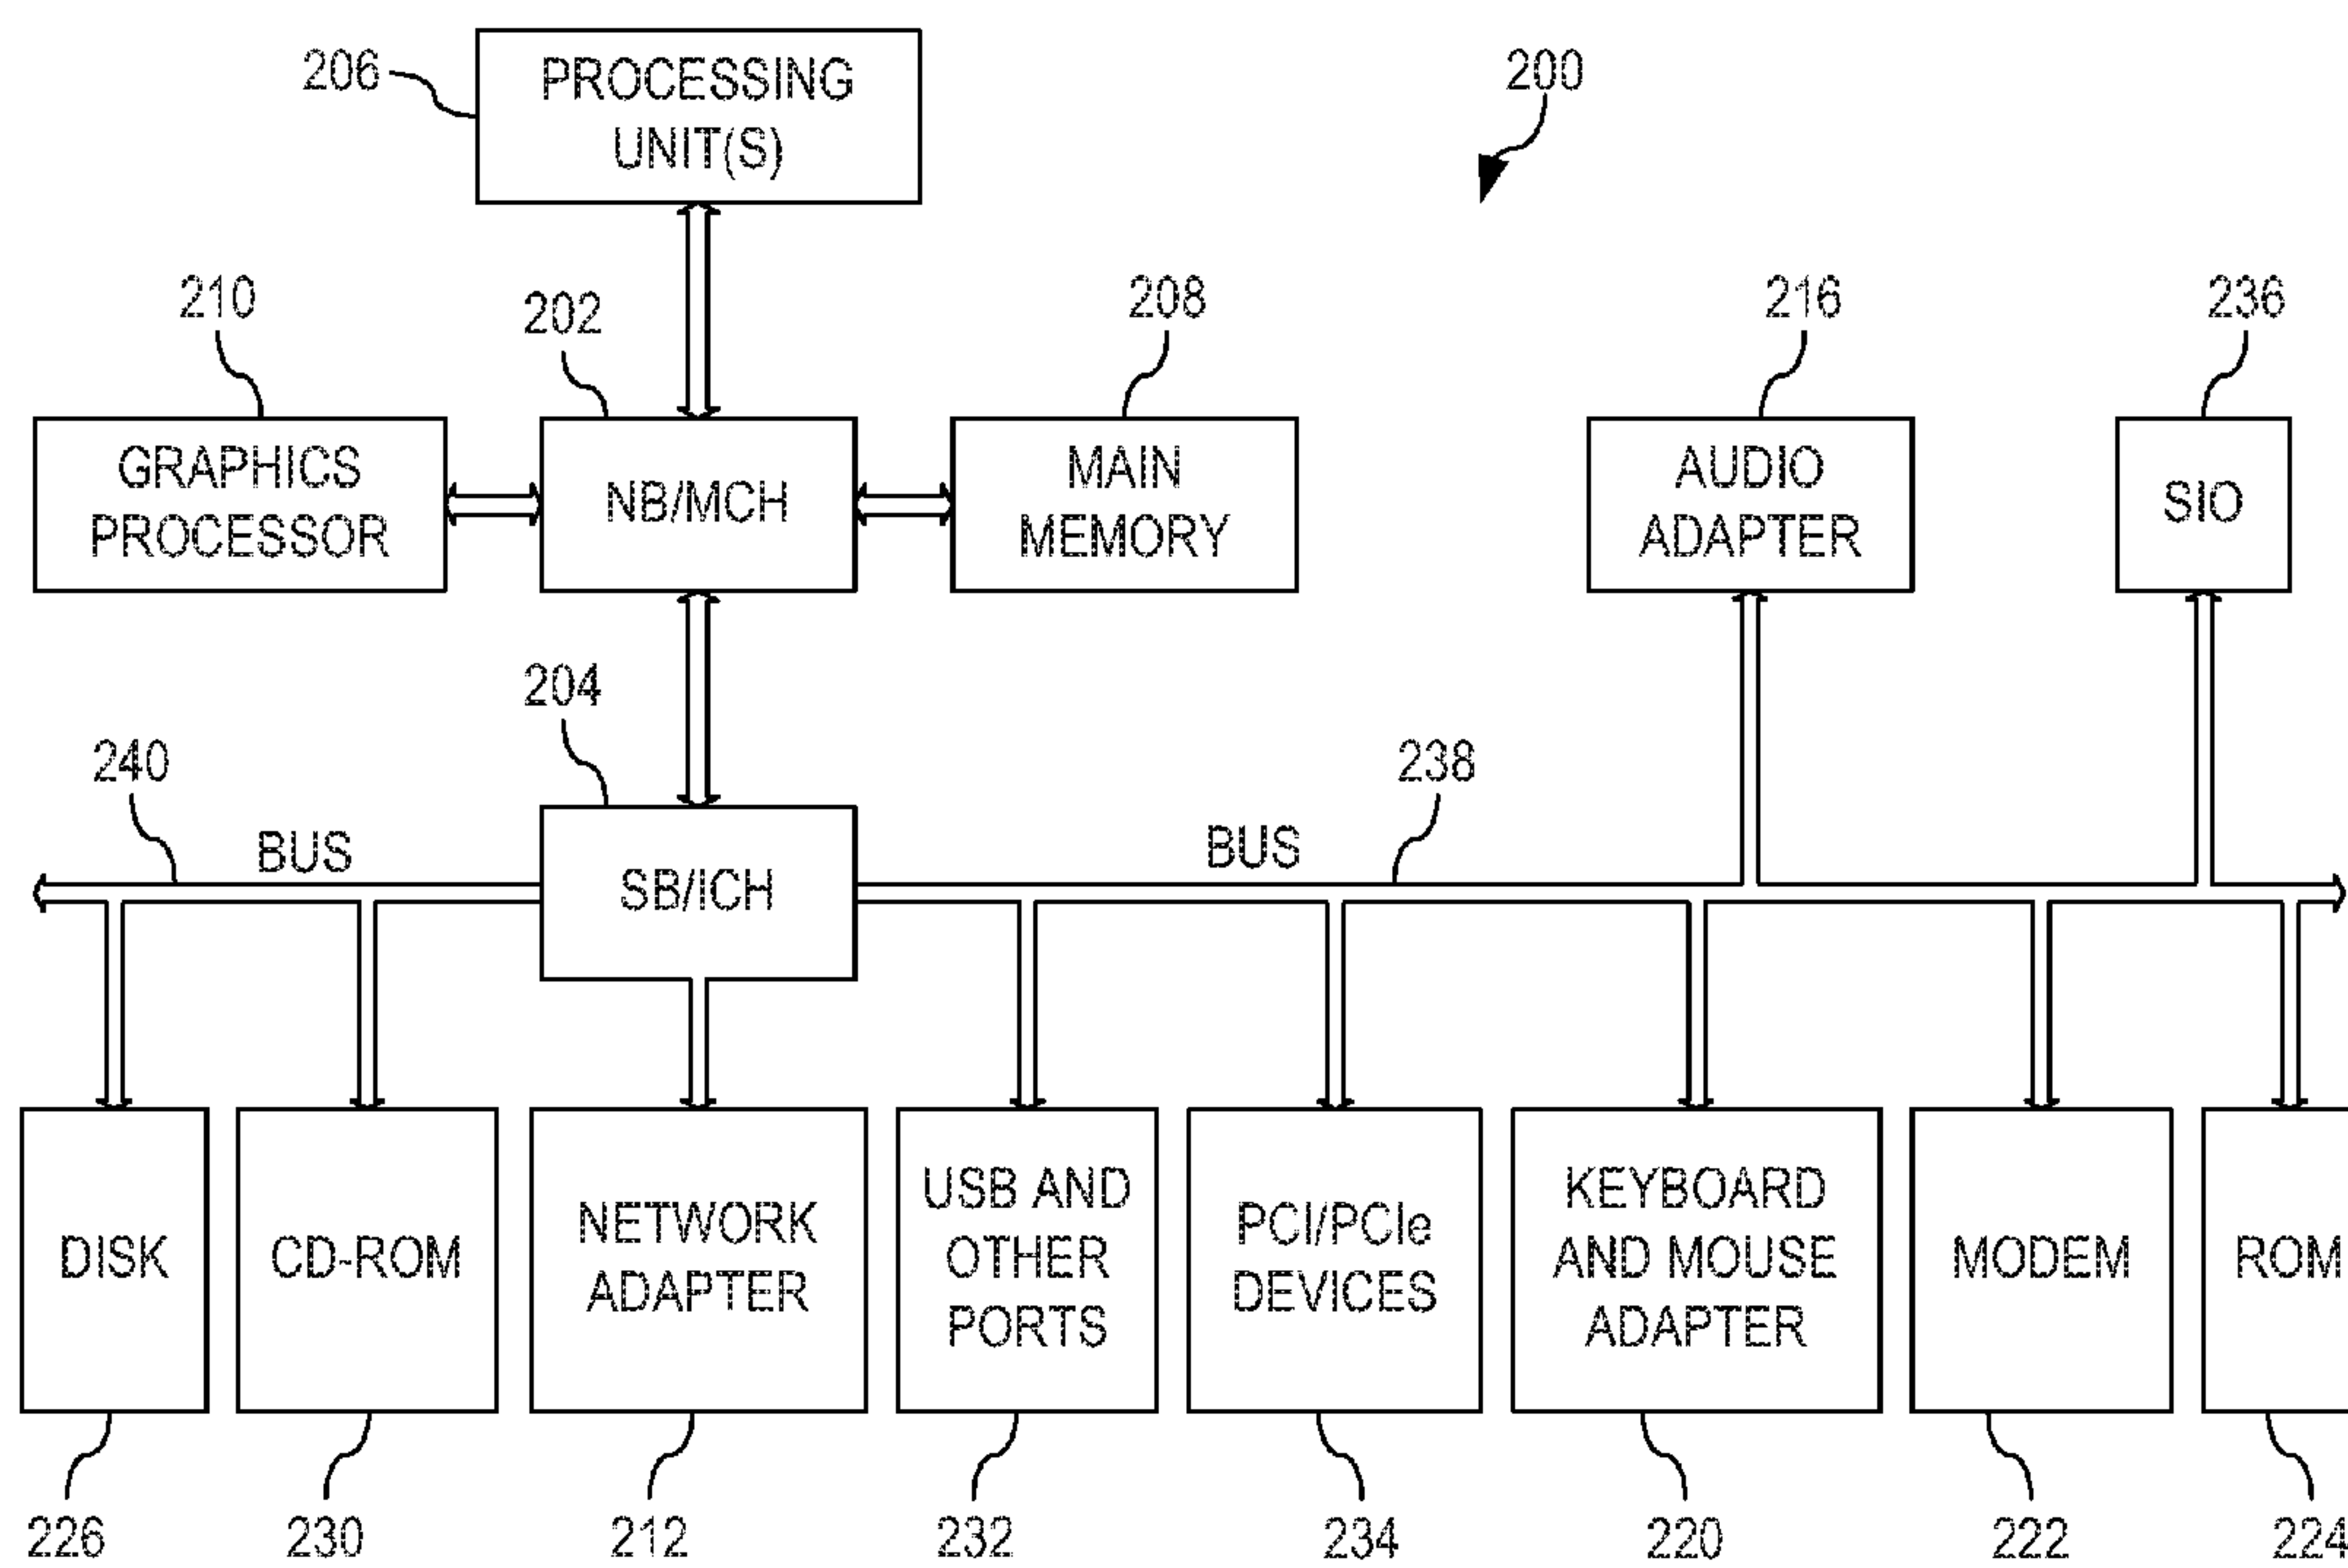 206
PROCESSING
UNIT(S)
200
210
202
208
216
236
GRAPHICS
PROCESSOR
NB/MCH
MAIN
MEMORY
AUDIO
ADAPTER
SIO
204
240
238
BUS
SB/ICH
BUS
DISK
CD-ROM
NETWORK
ADAPTER
USB AND
OTHER
PORTS
PCI/PCIe
DEVICES
KEYBOARD
AND MOUSE
ADAPTER
MODEM
ROM
226
230
212
232
234
220
222
224